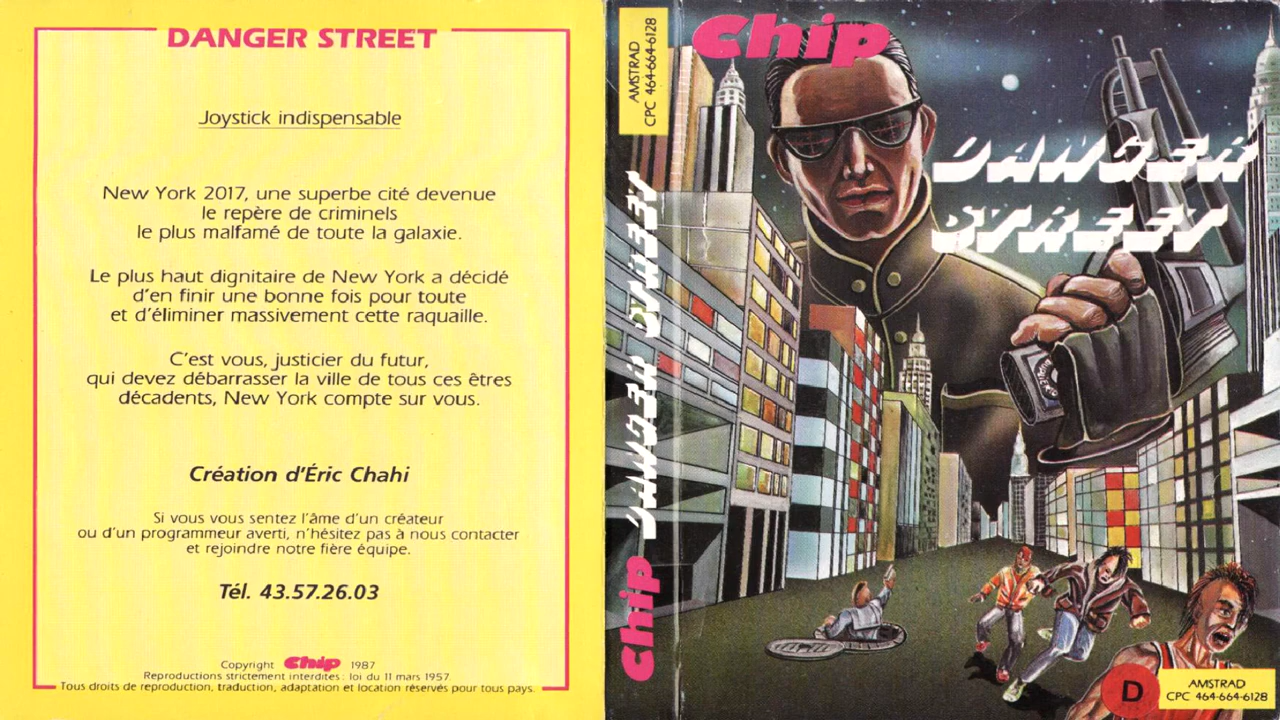 DANGER STREET
Joystick indispensable
New York 2017, une superbe cité devenue
le repère de criminels
le plus malfamé de toute la galaxie.
Le plus haut dignitaire de New York a décidé
d'en finir une bonne fois pour toute
et d'éliminer massivement cette raquaille.
C'est vous, justicier du futur,
qui devez débarrasser la ville de tous ces êtres
décadents, New York compte sur vous.
Création d'Éric Chahi
Si vous vous sentez l'âme d'un créateur
ou d'un programmeur averti, n'hésitez pas à nous contacter
et rejoindre notre fière équipe.
Tél. 43.57.26.03
Copyright Chip 1987
Reproductions strictement interdites : loi du 11 mars 1957.
Tous droits de reproduction, traduction, adaptation et location réservés pour tous pays.
AMSTRAD
CPC 464-664-6128
DANGER STREET
Chip
Chip
DANGER
STREET
D
AMSTRAD
CPC 464-664-6128